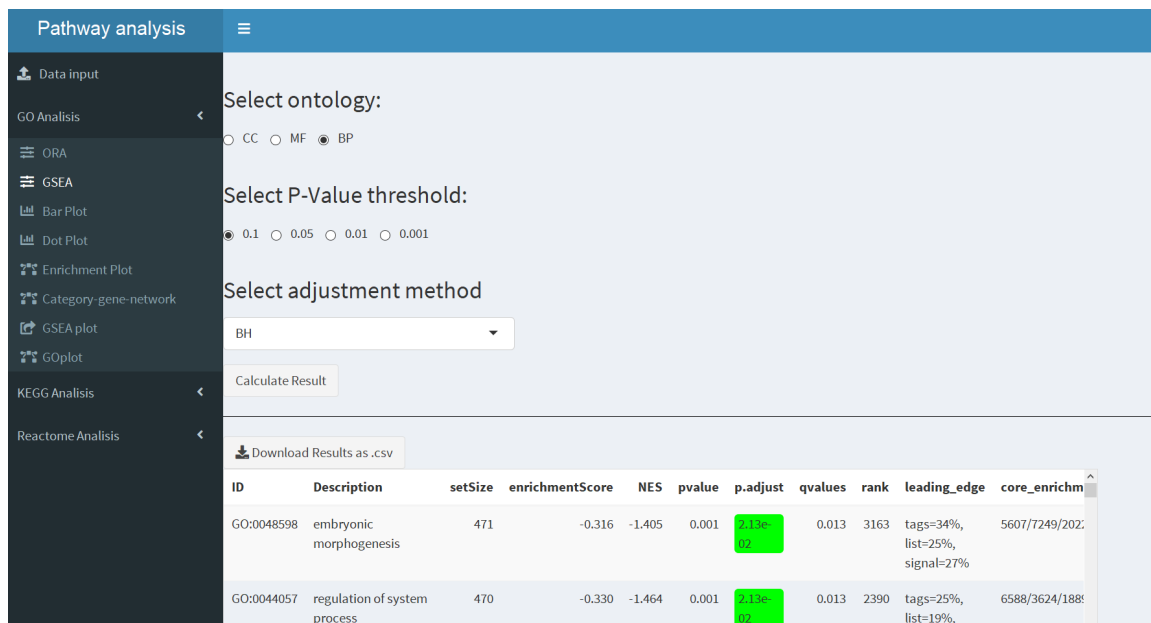 Pathway analysis
Data input
GO Analisis
ORA
GSEA
Bar Plot
Dot Plot
Enrichment Plot
Category-gene-network
GSEA plot
GOplot
KEGG Analisis
Reactome Analisis
Select ontology:
CC MF BP
Select P-Value threshold:
0.1 0.05 0.01 0.001
Select adjustment method
BH
Calculate Result
Download Results as .csv
ID Description setSize enrichmentScore NES pvalue p.adjust qvalues rank leading_edge core_enrichm
GO:0048598 embryonic 471 -0.316 -1.405 0.001 2.13e- 0.013 3163 tags=34%, 5607/7249/2022
morphogenesis 02 list=25%,
signal=27%
GO:0044057 regulation of system 470 -0.330 -1.464 0.001 2.13e- 0.013 2390 tags=25%, 6588/3624/1889
process 02 list=19%,